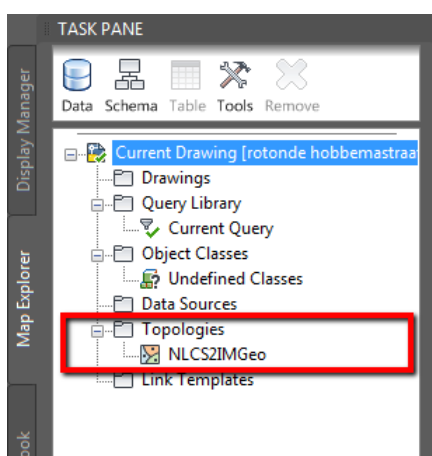 TASK PANE
Display Manager
Map Explorer
ook
Data Schema Table Tools Remove
Current Drawing [rotonde hobbemastraa
Drawings
Query Library
Current Query
Object Classes
Undefined Classes
Data Sources
Topologies
NLCS2IMGeo
Link Templates